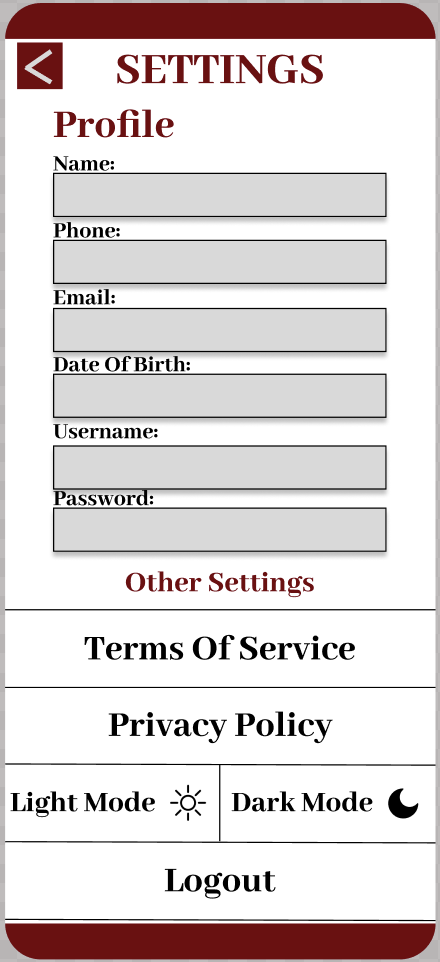 SETTINGS
Profile
Name:
Phone:
Email:
Date Of Birth:
Username:
Password:
Other Settings
Terms Of Service
Privacy Policy
Light Mode
Dark Mode
Logout